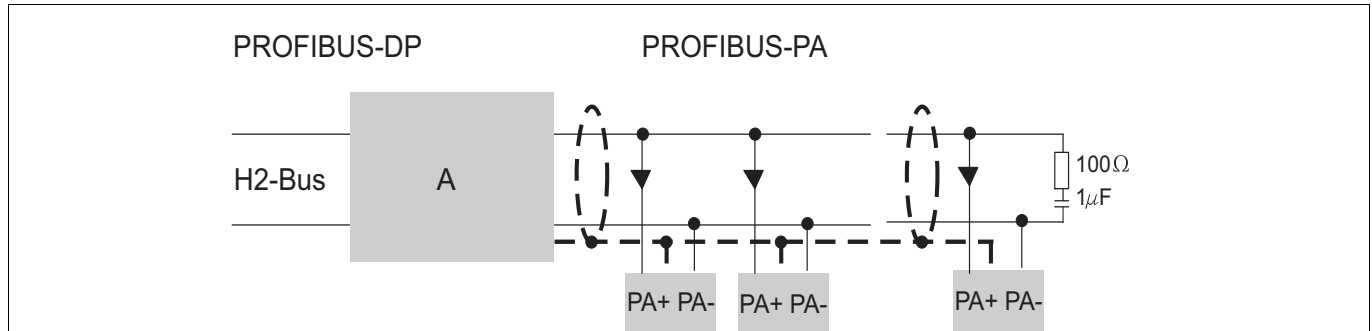 PROFIBUS-DP
PROFIBUS-PA
H2-Bus
A
100Ω
1μF
PA+ PA-
PA+ PA-
PA+ PA-